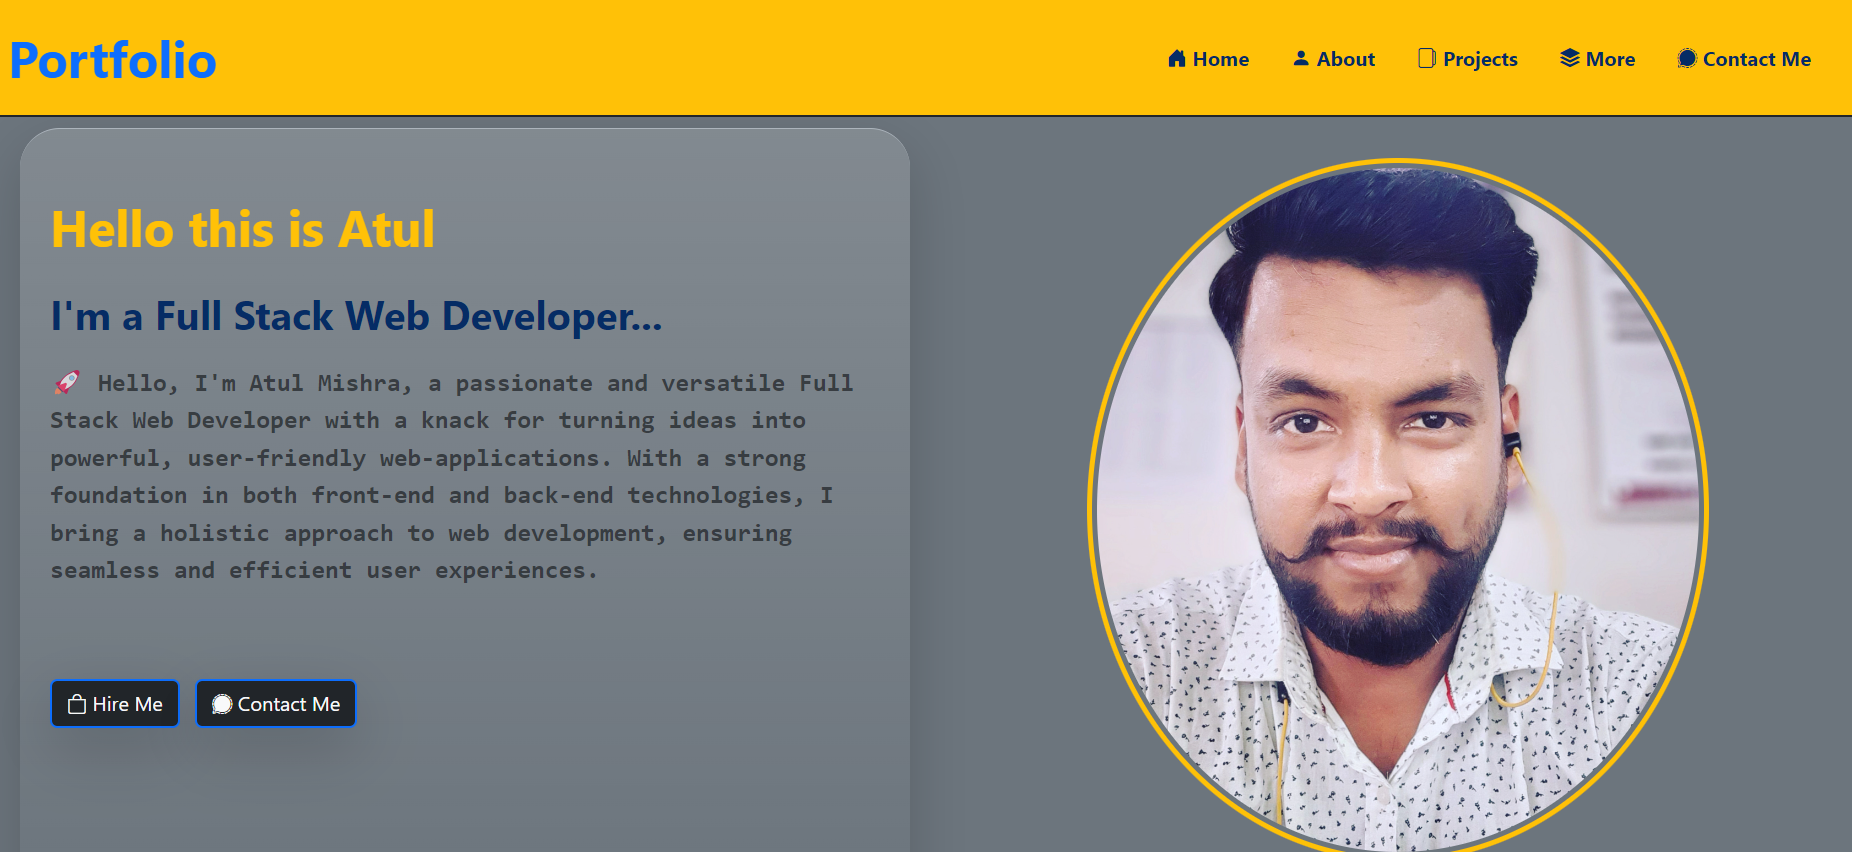 Portfolio
Home
About
Projects
More
Contact Me
Hello this is Atul
I'm a Full Stack Web Developer...
🚀 Hello, I'm Atul Mishra, a passionate and versatile Full
Stack Web Developer with a knack for turning ideas into
powerful, user-friendly web-applications. With a strong
foundation in both front-end and back-end technologies, I
bring a holistic approach to web development, ensuring
seamless and efficient user experiences.
Hire Me
Contact Me